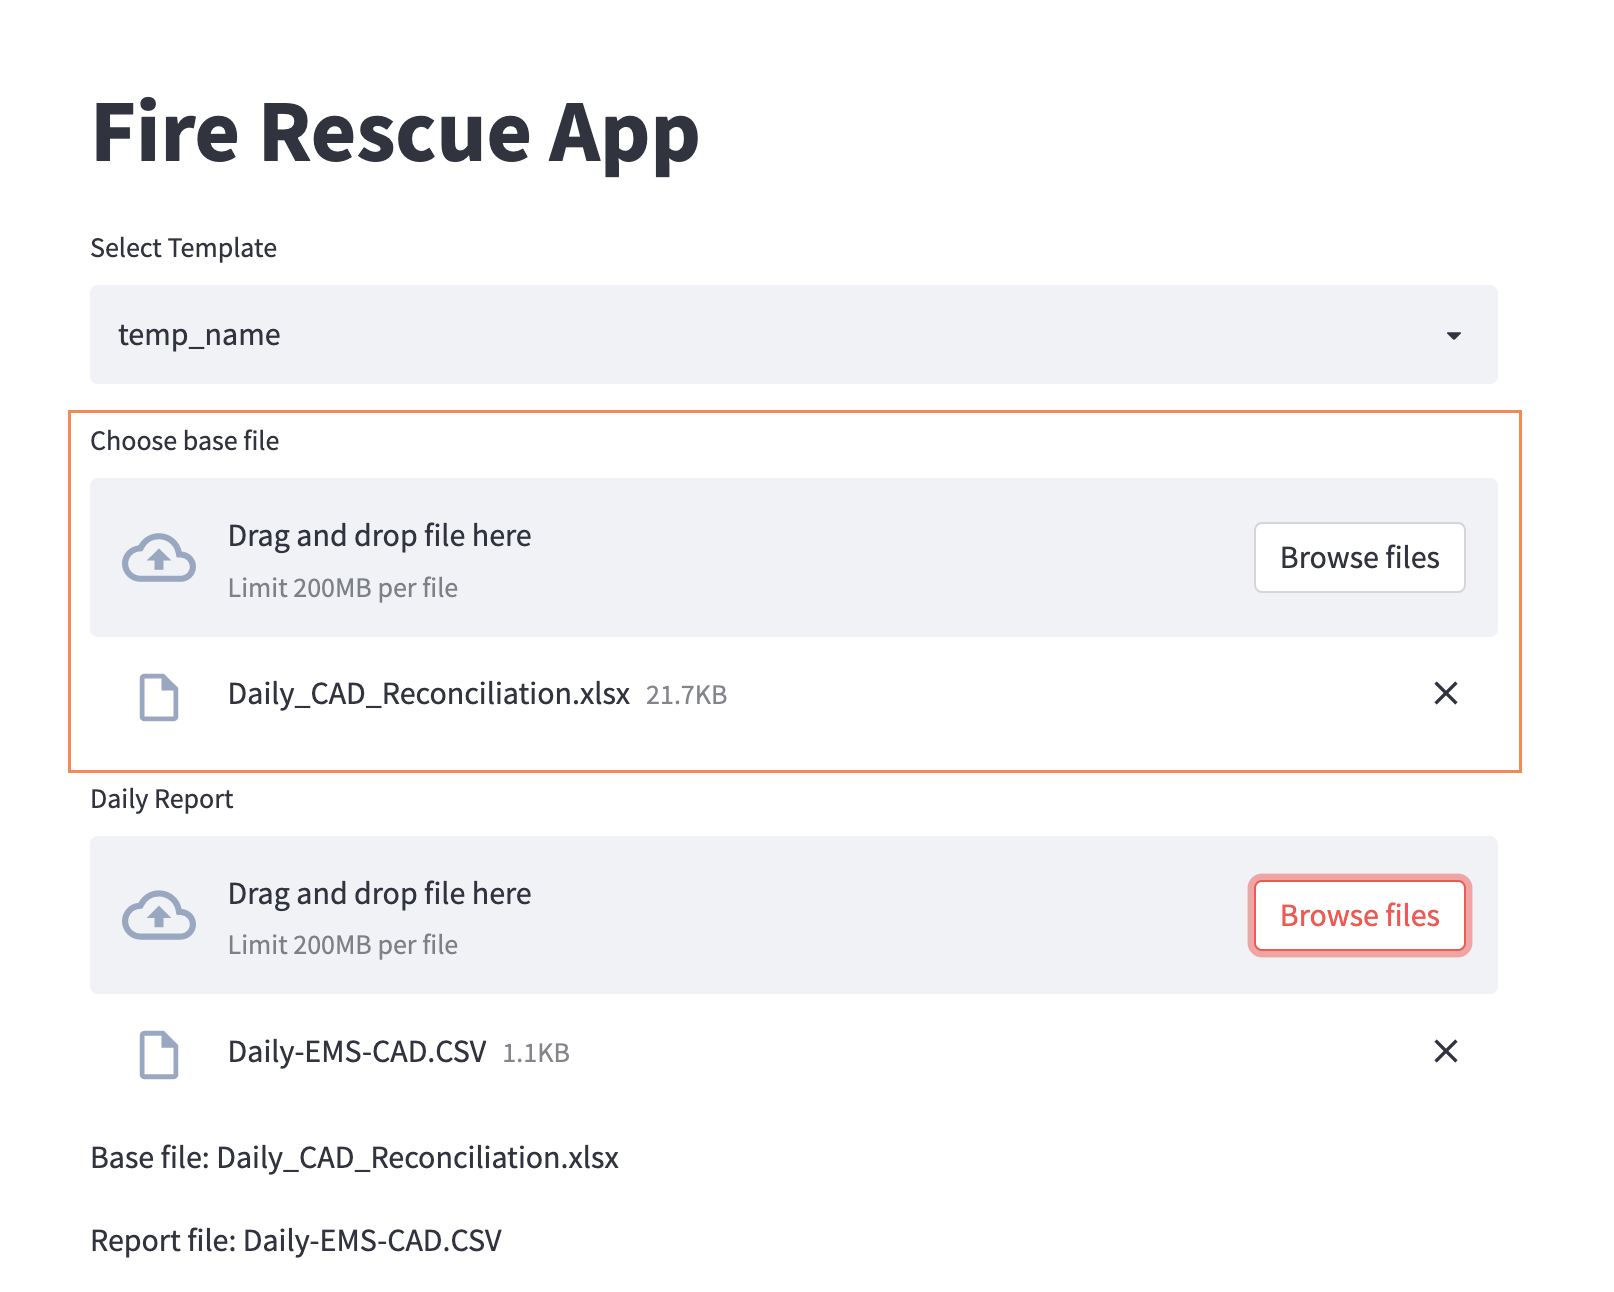 Fire Rescue App
Select Template
temp_name
Choose base file
Drag and drop file here
Limit 200MB per file
Browse files
Daily_CAD_Reconciliation.xlsx 21.7KB
Daily Report
Drag and drop file here
Limit 200MB per file
Browse files
Daily-EMS-CAD.CSV 1.1KB
Base file: Daily_CAD_Reconciliation.xlsx
Report file: Daily-EMS-CAD.CSV